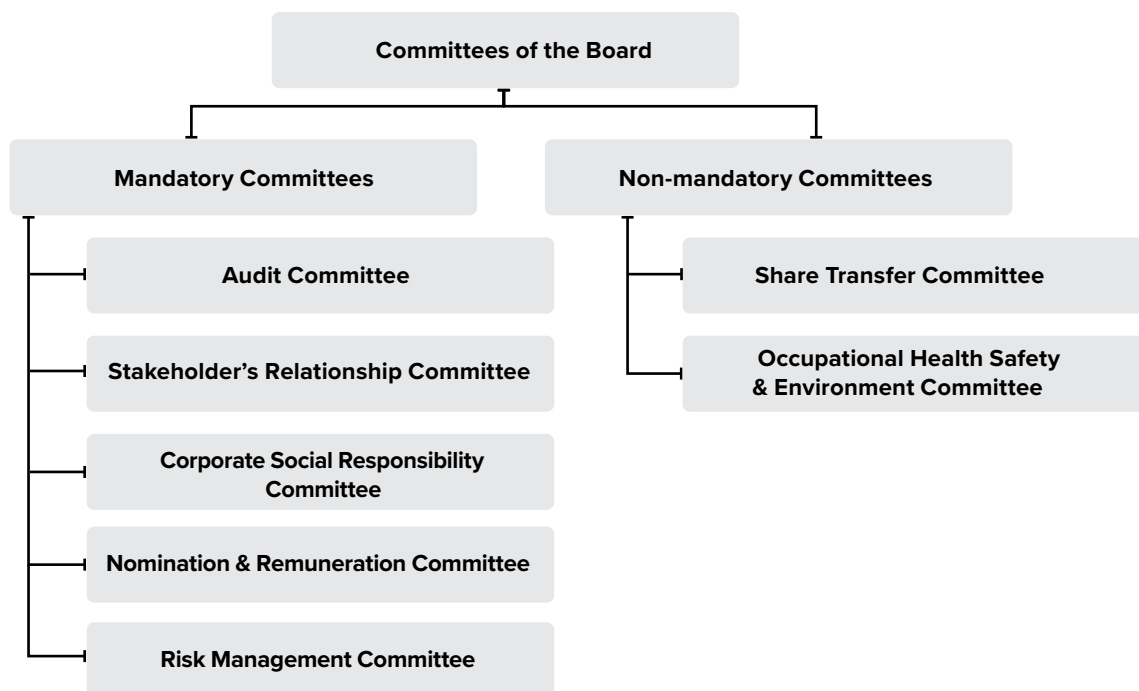 Committees of the Board
Mandatory Committees
Non-mandatory Committees
Audit Committee
Share Transfer Committee
Stakeholder’s Relationship Committee
Occupational Health Safety
& Environment Committee
Corporate Social Responsibility
Committee
Nomination & Remuneration Committee
Risk Management Committee